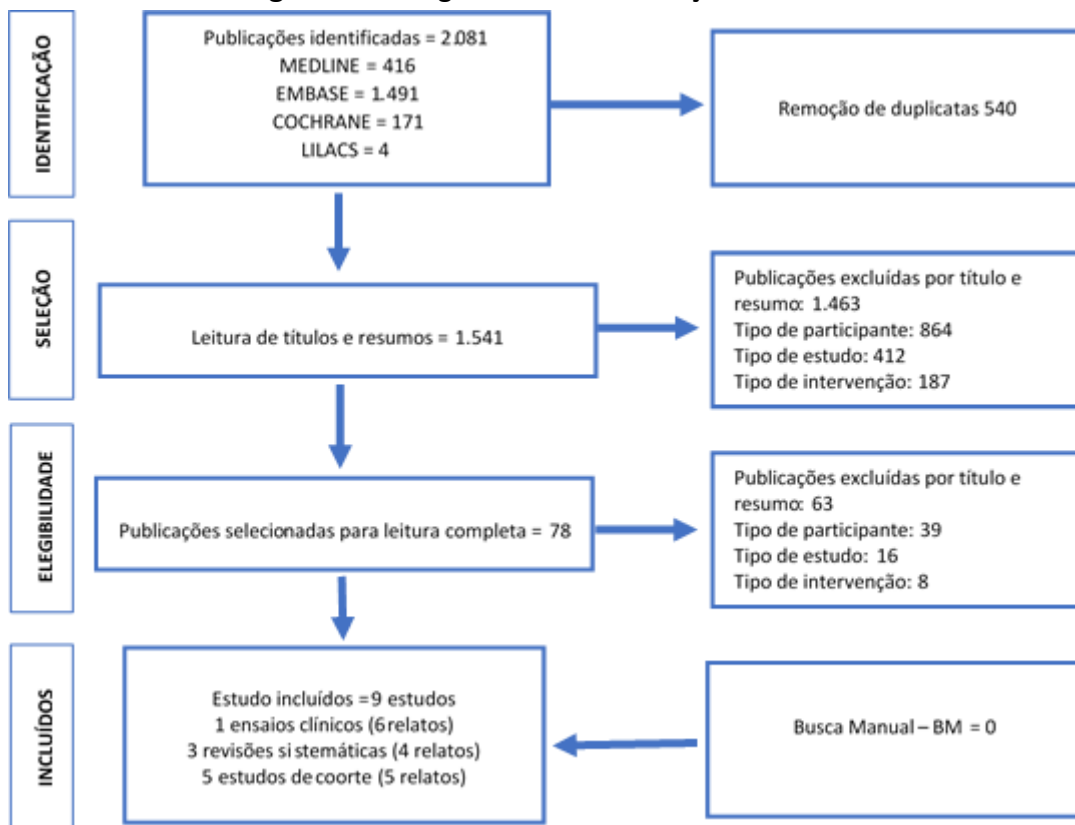 IDENTIFICAÇÃO
Publicações identificadas = 2.081
MEDLINE = 416
EMBASE = 1.491
COCHRANE = 171
LILACS = 4
Remoção de duplicatas 540
SELEÇÃO
Leitura de títulos e resumos = 1.541
Publicações excluídas por título e
resumo: 1.463
Tipo de participante: 864
Tipo de estudo: 412
Tipo de intervenção: 187
ELEGIBILIDADE
Publicações selecionadas para leitura completa = 78
Publicações excluídas por título e
resumo: 63
Tipo de participante: 39
Tipo de estudo: 16
Tipo de intervenção: 8
INCLUÍDOS
Estudo incluídos = 9 estudos
1 ensaios clínicos (6 relatos)
3 revisões sistemáticas (4 relatos)
5 estudos de coorte (5 relatos)
Busca Manual – BM = 0